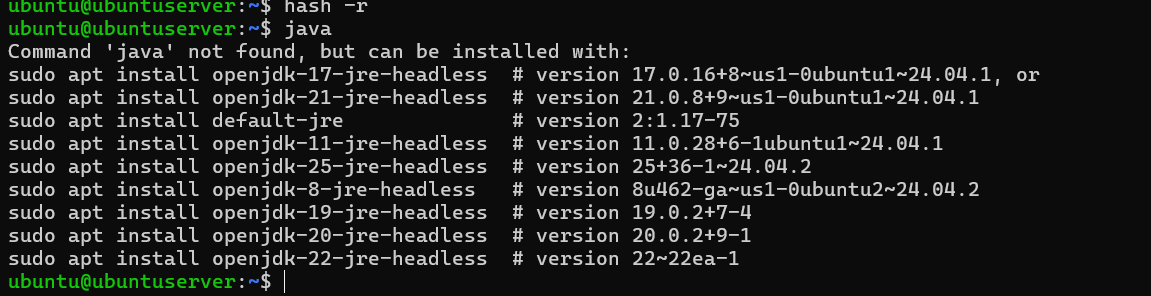 ubuntu@ubuntuserver:~$ hash -r
ubuntu@ubuntuserver:~$ java
Command 'java' not found, but can be installed with:
sudo apt install openjdk-17-jre-headless  # version 17.0.16+8~us1-0ubuntu1~24.04.1, or
sudo apt install openjdk-21-jre-headless  # version 21.0.8+9~us1-0ubuntu1~24.04.1
sudo apt install default-jre              # version 2:1.17-75
sudo apt install openjdk-11-jre-headless  # version 11.0.28+6-1ubuntu1~24.04.1
sudo apt install openjdk-25-jre-headless  # version 25+36-1~24.04.2
sudo apt install openjdk-8-jre-headless   # version 8u462-ga~us1-0ubuntu2~24.04.2
sudo apt install openjdk-19-jre-headless  # version 19.0.2+7-4
sudo apt install openjdk-20-jre-headless  # version 20.0.2+9-1
sudo apt install openjdk-22-jre-headless  # version 22~22ea-1
ubuntu@ubuntuserver:~$